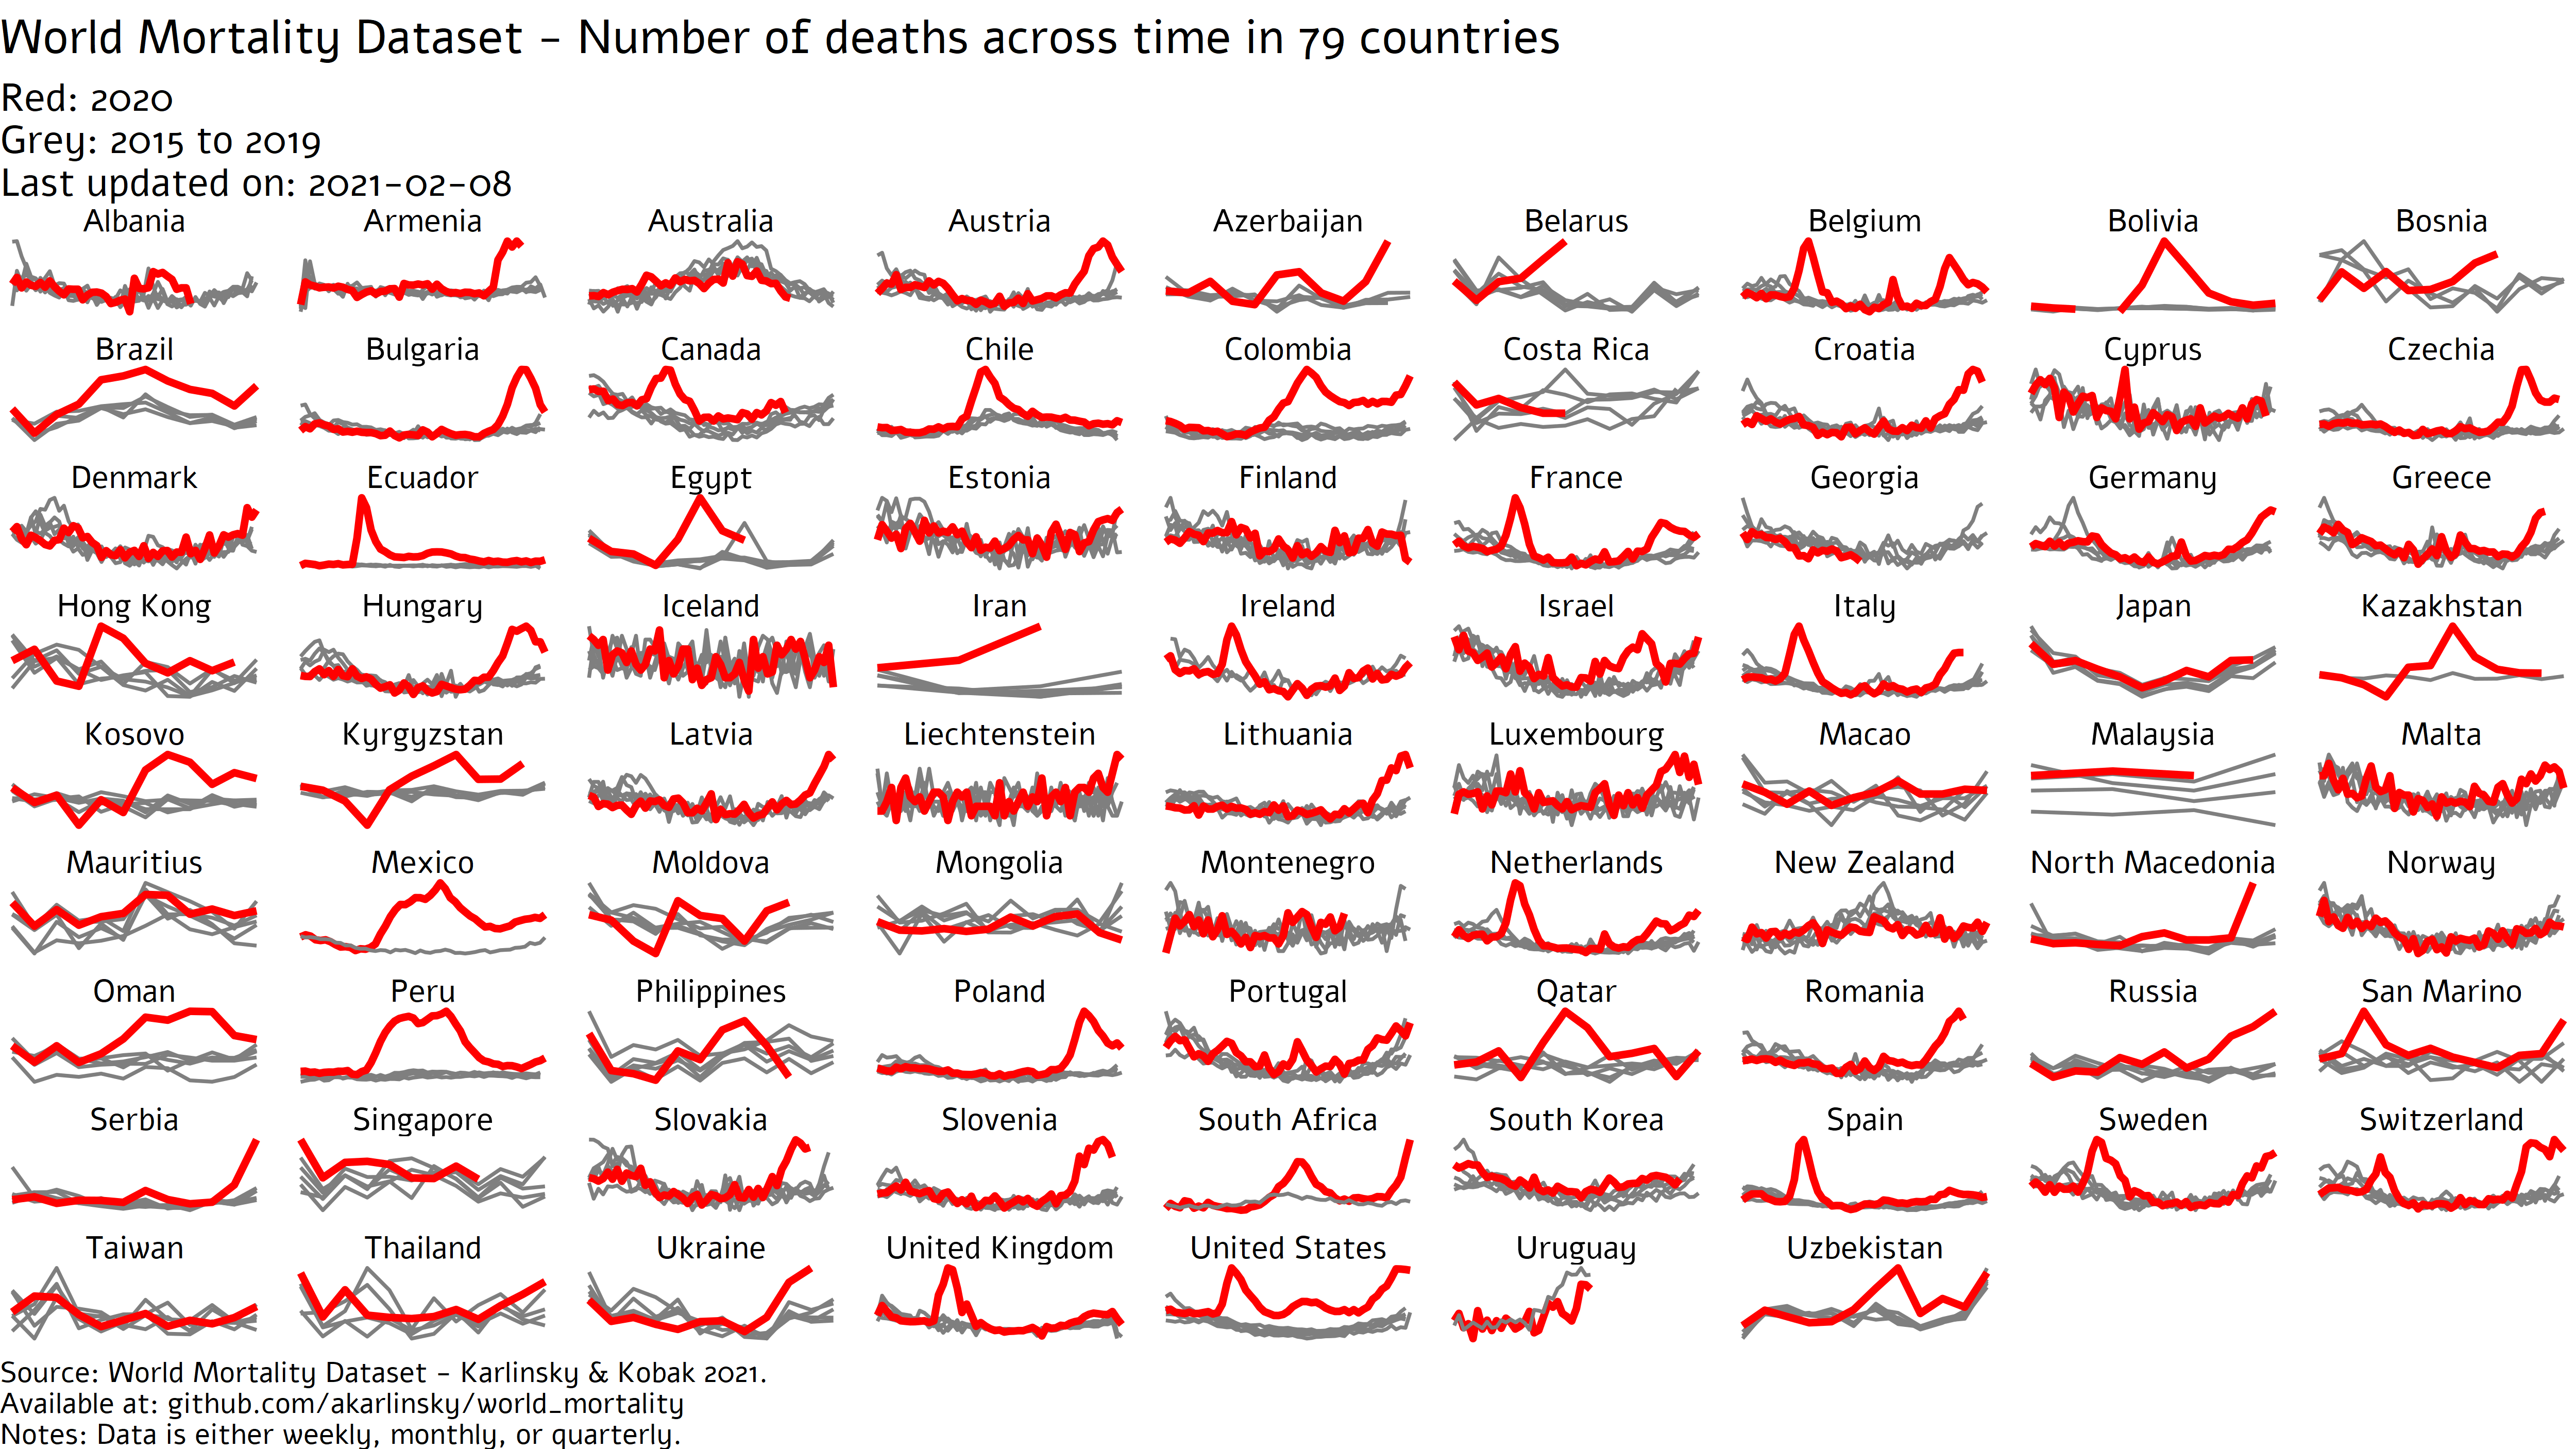 World Mortality Dataset - Number of deaths across time in 79 countries
Red: 2020
Grey: 2015 to 2019
Last updated on: 2021-02-08
Albania Armenia Australia Austria Azerbaijan Belarus Belgium Bolivia Bosnia
Brazil Bulgaria Canada Chile Colombia Costa Rica Croatia Cyprus Czechia
Denmark Ecuador Egypt Estonia Finland France Georgia Germany Greece
Hong Kong Hungary Iceland Iran Ireland Israel Italy Japan Kazakhstan
Kosovo Kyrgyzstan Latvia Liechtenstein Lithuania Luxembourg Macao Malaysia Malta
Mauritius Mexico Moldova Mongolia Montenegro Netherlands New Zealand North Macedonia Norway
Oman Peru Philippines Poland Portugal Qatar Romania Russia San Marino
Serbia Singapore Slovakia Slovenia South Africa South Korea Spain Sweden Switzerland
Taiwan Thailand Ukraine United Kingdom United States Uruguay Uzbekistan
Source: World Mortality Dataset - Karlinsky & Kobak 2021.
Available at: github.com/akarlinsky/world_mortality
Notes: Data is either weekly, monthly, or quarterly.